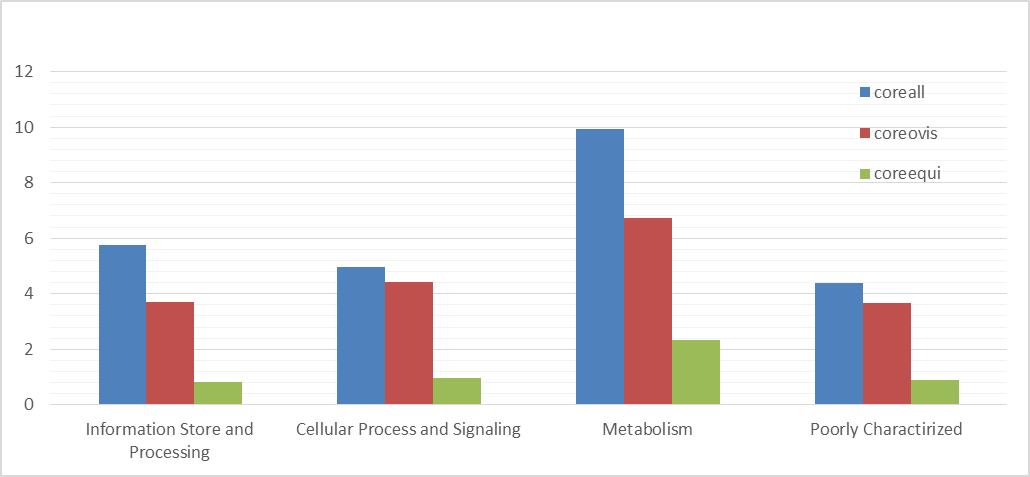 12
10
8
6
4
2
0
coreall
coreovis
coreequi
Information Store and
Processing
Cellular Process and Signaling
Metabolism
Poorly Charactirized